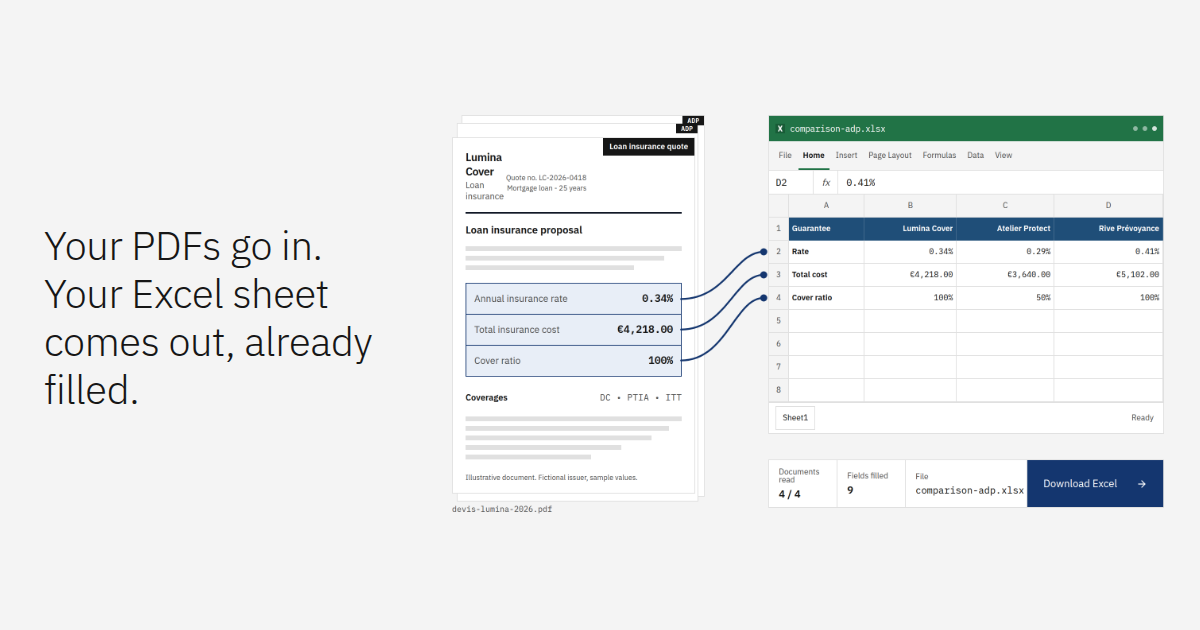 Your PDFs go in.
Your Excel sheet
comes out, already
filled.
ADP
ADP
Loan insurance quote
Lumina
Cover
Loan
insurance
Quote no. LC-2026-0418
Mortgage loan - 25 years
Loan insurance proposal
Annual insurance rate 0.34%
Total insurance cost €4,218.00
Cover ratio 100%
Coverages DC • PTIA • ITT
Illustrative document. Fictional issuer, sample values.
devis-lumina-2026.pdf
X comparison-adp.xlsx
File Home Insert Page Layout Formulas Data View
D2 fx 0.41%
A B C D
1 Guarantee Lumina Cover Atelier Protect Rive Prévoyance
2 Rate 0.34% 0.29% 0.41%
3 Total cost €4,218.00 €3,640.00 €5,102.00
4 Cover ratio 100% 50% 100%
5
6
7
8
Sheet1 Ready
Documents
read
4 / 4
Fields filled
9
File
comparison-adp.xlsx
Download Excel →